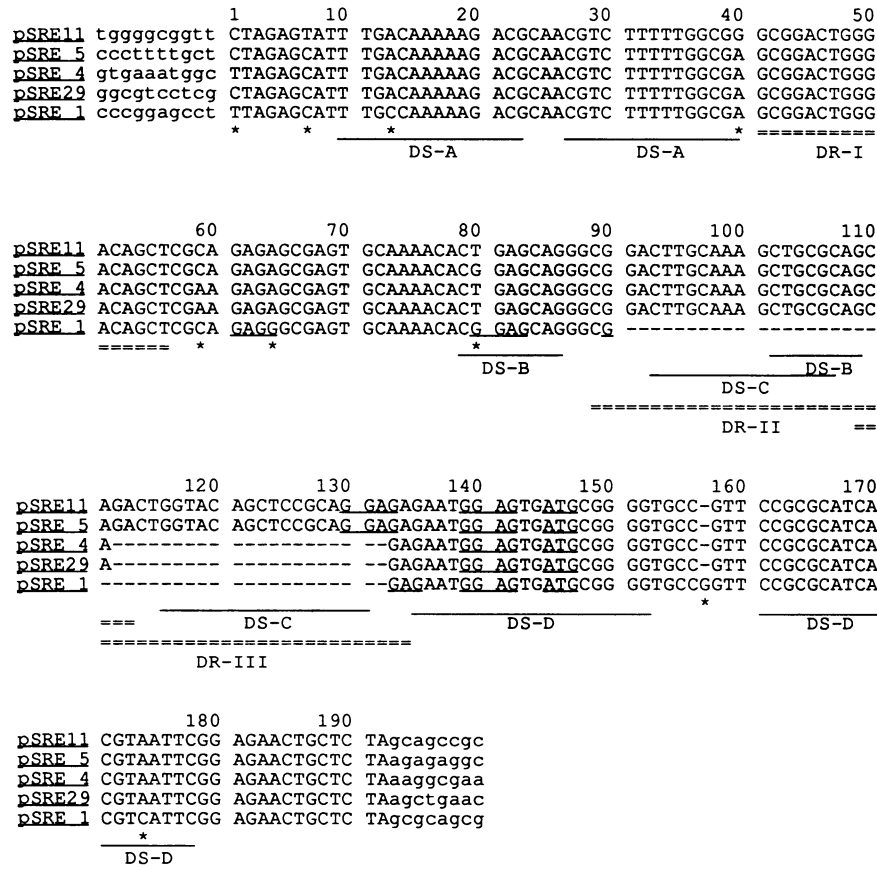 1 10 20 30 40 50
pSRE11 tggggcggtt CTAGAGTATT TTGACAAAAAG ACGCAACGTC TTTTTGGCGG GCGGACTGGG
pSRE 5 cccttttgct CTAGAGCATT TTGACAAAAAG ACGCAACGTC TTTTTGGCGA GCGGACTGGG
pSRE 4 gtgaaatggc TTAGAGCATT TTGACAAAAAG ACGCAACGTC TTTTTGGCGA GCGGACTGGG
pSRE29 ggcgtcctcg CTAGAGCATT TTGACAAAAAG ACGCAACGTC TTTTTGGCGA GCGGACTGGG
pSRE 1 cccggagcct TTAGAGCATT TTGCCAAAAAG ACGCAACGTC TTTTTGGCGA GCGGACTGGG
* * * * =========
DS-A DS-A DR-I
60 70 80 90 100 110
pSRE11 ACAGCTCGCA GAGAGCGAGT GCAAAACACT GAGCAGGGCG GACTTGCAAA GCTGCGCAGC
pSRE 5 ACAGCTCGCA GAGAGCGAGT GCAAAACACG GAGCAGGGCG GACTTGCAAA GCTGCGCAGC
pSRE 4 ACAGCTCGAA GAGAGCGAGT GCAAAACACT GAGCAGGGCG GACTTGCAAA GCTGCGCAGC
pSRE29 ACAGCTCGAA GAGAGCGAGT GCAAAACACT GAGCAGGGCG GACTTGCAAA GCTGCGCAGC
pSRE 1 ACAGCTCGCA GAGGGCGAGT GCAAAACACG GAGCAGGGCG ---------- ----------
====== * * *
DS-B DS-B
DS-C
======================
DR-II ==
120 130 140 150 160 170
pSRE11 AGACTGGTAC AGCTCCGCAG GAGAGAATGG AGTGATGCGG GGTGCC-GTT CCGCGCATCA
pSRE 5 AGACTGGTAC AGCTCCGCAG GAGAGAATGG AGTGATGCGG GGTGCC-GTT CCGCGCATCA
pSRE 4 A--------- ---------- --GAGAATGG AGTGATGCGG GGTGCC-GTT CCGCGCATCA
pSRE29 A--------- ---------- --GAGAATGG AGTGATGCGG GGTGCC-GTT CCGCGCATCA
pSRE 1 ---------- ---------- --GAGAATGG AGTGATGCGG GGTGCCGGTT CCGCGCATCA
*
=== DS-C DS-D DS-D
========================
DR-III
180 190
pSRE11 CGTAATTCGG AGAACTGCTC TAgcagccgc
pSRE 5 CGTAATTCGG AGAACTGCTC TAagagaggc
pSRE 4 CGTAATTCGG AGAACTGCTC TAaaggcgaa
pSRE29 CGTAATTCGG AGAACTGCTC TAagctgaac
pSRE 1 CGTCATTCGG AGAACTGCTC TAgcgcagcg
*
DS-D